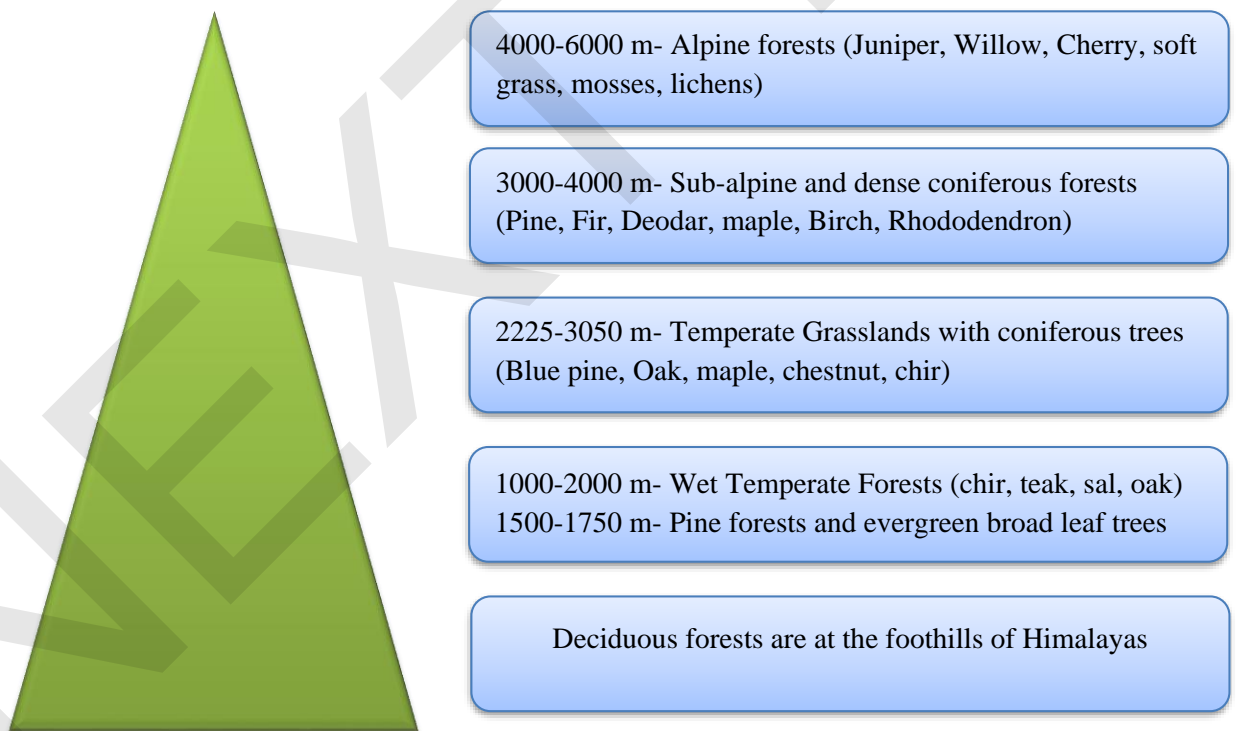 4000-6000 m- Alpine forests (Juniper, Willow, Cherry, soft
grass, mosses, lichens)
3000-4000 m- Sub-alpine and dense coniferous forests
(Pine, Fir, Deodar, maple, Birch, Rhododendron)
2225-3050 m- Temperate Grasslands with coniferous trees
(Blue pine, Oak, maple, chestnut, chir)
1000-2000 m- Wet Temperate Forests (chir, teak, sal, oak)
1500-1750 m- Pine forests and evergreen broad leaf trees
Deciduous forests are at the foothills of Himalayas